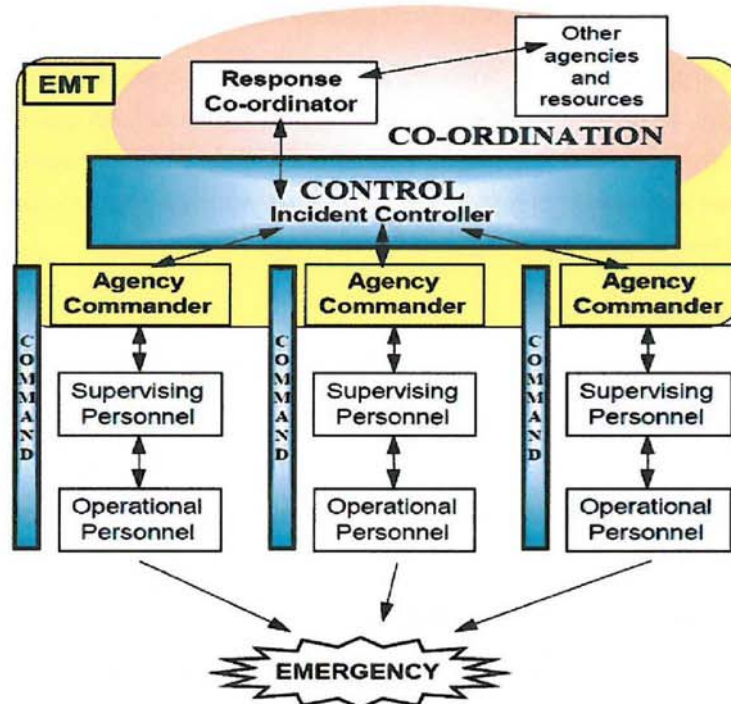 Other
agencies
and
resources
EMT
Response
Co-ordinator
CO-ORDINATION
CONTROL
Incident Controller
COMMAND
Agency
Commander
COMMAND
Agency
Commander
COMMAND
Agency
Commander
Supervising
Personnel
Supervising
Personnel
Supervising
Personnel
Operational
Personnel
Operational
Personnel
Operational
Personnel
EMERGENCY